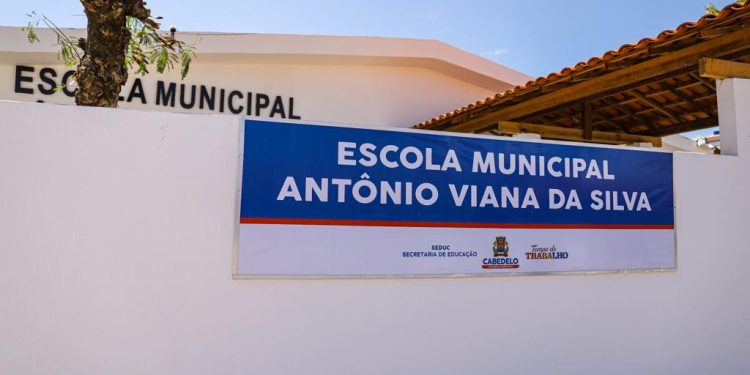 ESCOLA MUNICIPAL
ESCOLA MUNICIPAL
ANTÔNIO VIANA DA SILVA
SEDUC
SECRETARIA DE EDUCAÇÃO
CABEDELO
Tempo de
TRABALHO